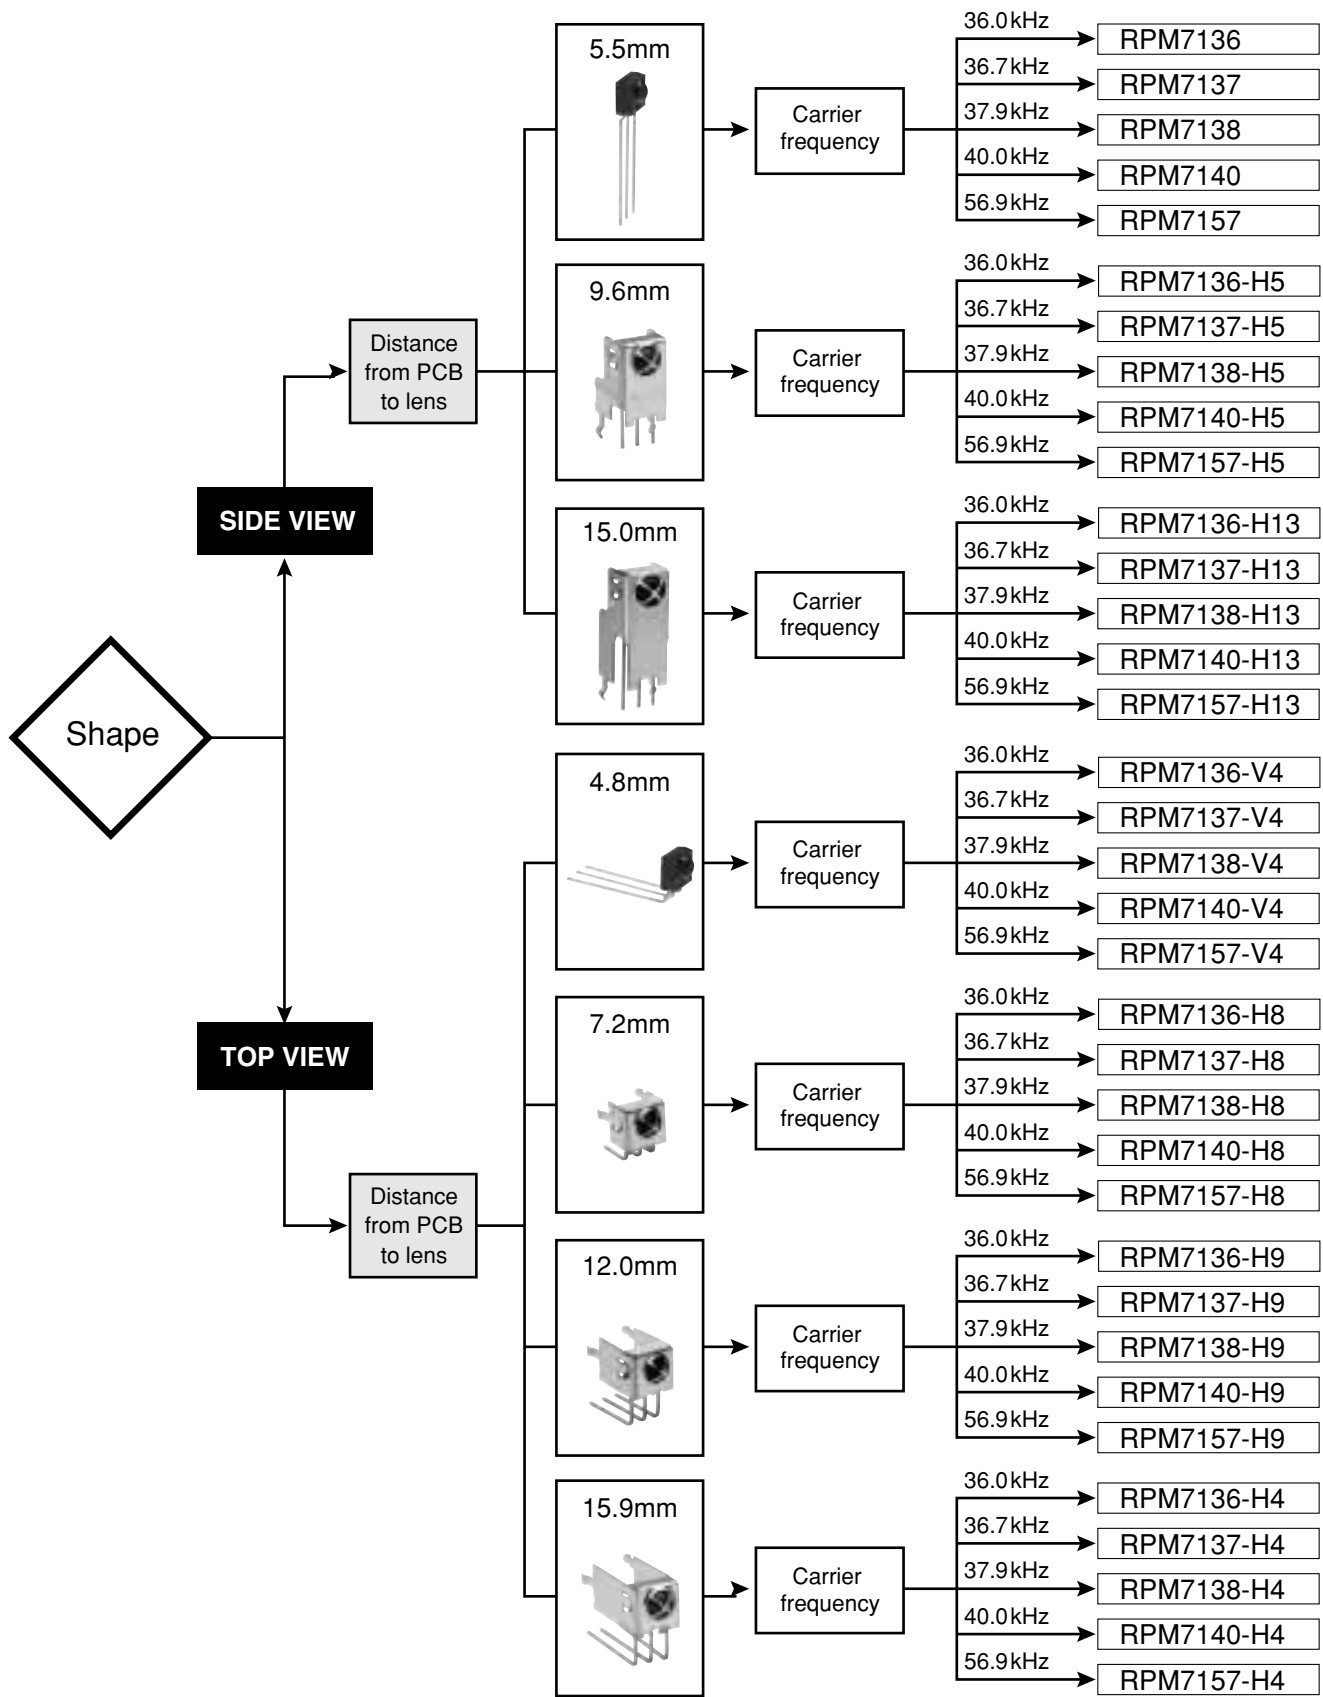 Shape
SIDE VIEW
Distance
from PCB
to lens
5.5mm
Carrier
frequency
36.0kHz
RPM7136
36.7kHz
RPM7137
37.9kHz
RPM7138
40.0kHz
RPM7140
56.9kHz
RPM7157
9.6mm
Carrier
frequency
36.0kHz
RPM7136-H5
36.7kHz
RPM7137-H5
37.9kHz
RPM7138-H5
40.0kHz
RPM7140-H5
56.9kHz
RPM7157-H5
15.0mm
Carrier
frequency
36.0kHz
RPM7136-H13
36.7kHz
RPM7137-H13
37.9kHz
RPM7138-H13
40.0kHz
RPM7140-H13
56.9kHz
RPM7157-H13
TOP VIEW
Distance
from PCB
to lens
4.8mm
Carrier
frequency
36.0kHz
RPM7136-V4
36.7kHz
RPM7137-V4
37.9kHz
RPM7138-V4
40.0kHz
RPM7140-V4
56.9kHz
RPM7157-V4
7.2mm
Carrier
frequency
36.0kHz
RPM7136-H8
36.7kHz
RPM7137-H8
37.9kHz
RPM7138-H8
40.0kHz
RPM7140-H8
56.9kHz
RPM7157-H8
12.0mm
Carrier
frequency
36.0kHz
RPM7136-H9
36.7kHz
RPM7137-H9
37.9kHz
RPM7138-H9
40.0kHz
RPM7140-H9
56.9kHz
RPM7157-H9
15.9mm
Carrier
frequency
36.0kHz
RPM7136-H4
36.7kHz
RPM7137-H4
37.9kHz
RPM7138-H4
40.0kHz
RPM7140-H4
56.9kHz
RPM7157-H4